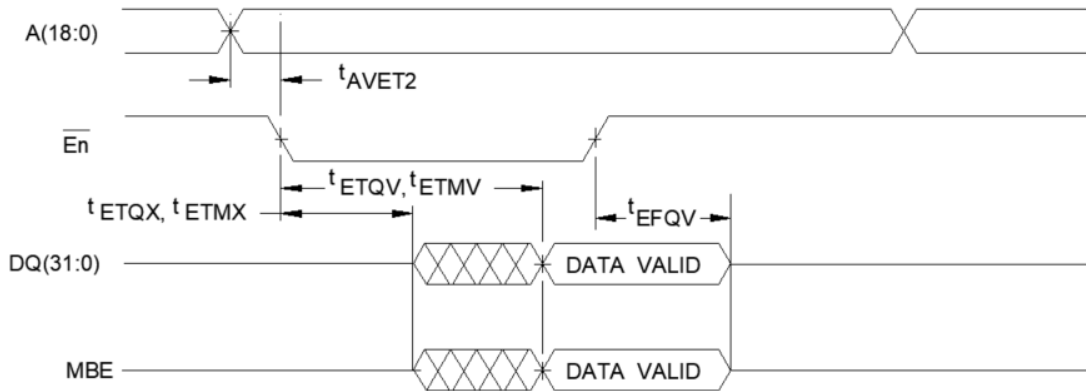 A(18:0)
tAVET2
En
tETQV, tETMV
tETQX, tETMX
tEFQV
DQ(31:0)
DATA VALID
MBE
DATA VALID